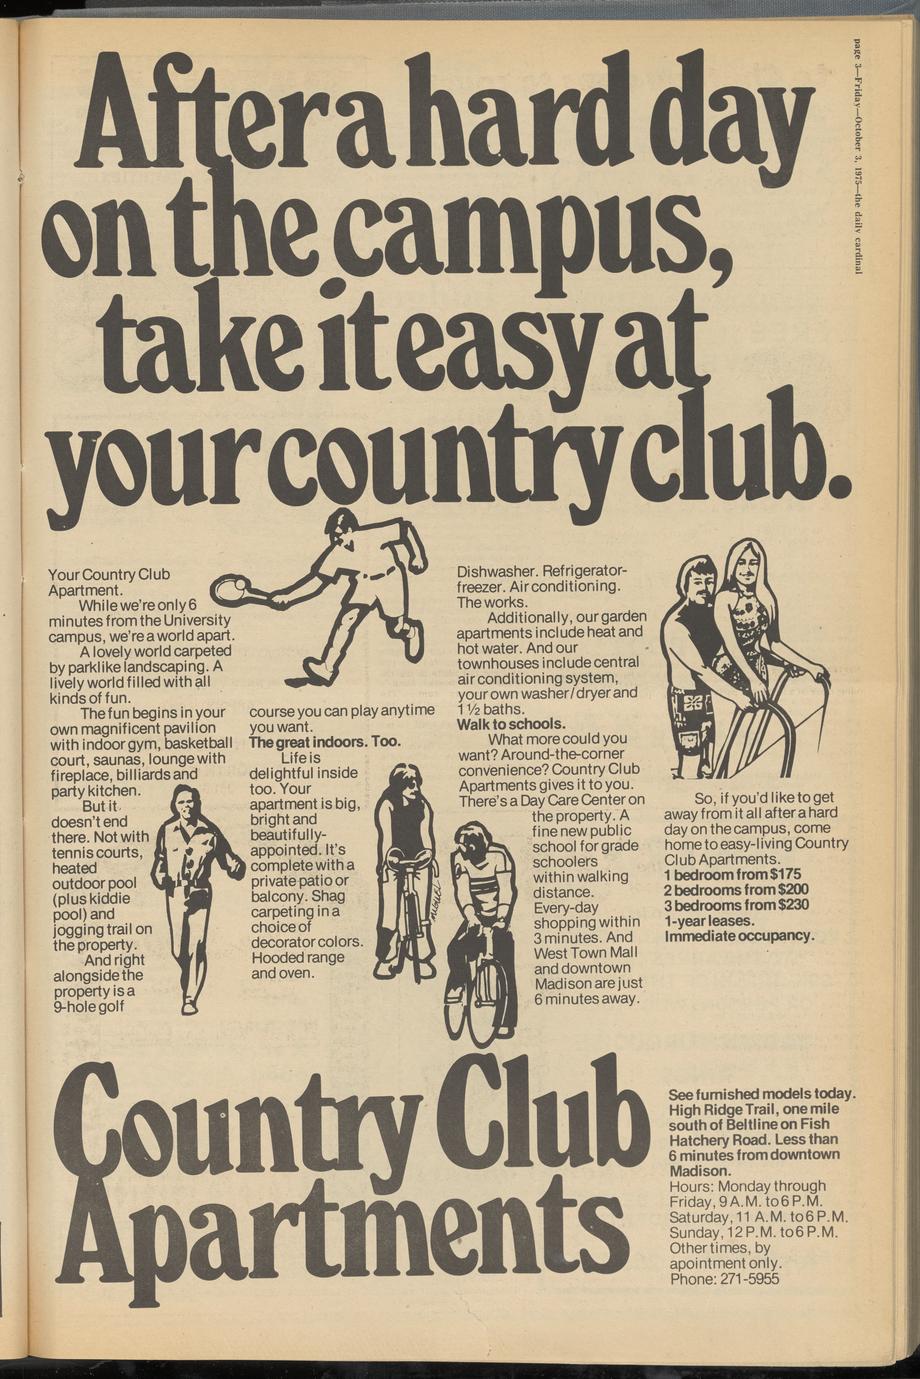 page 3—Friday—October 3, 1975—the daily cardinal
After a hard day
on the campus,
take it easy at
your country club.
Your Country Club
Apartment.
While we're only 6
minutes from the University
campus, we're a world apart.
A lovely world carpeted
by parklike landscaping. A
lively world filled with all
kinds of fun.
The fun begins in your
own magnificent pavilion
with indoor gym, basketball
court, saunas, lounge with
fireplace, billiards and
party kitchen.
But it
doesn't end
there. Not with
tennis courts,
heated
outdoor pool
(plus kiddie
pool) and
jogging trail on
the property.
And right
alongside the
property is a
9-hole golf
course you can play anytime
you want.
The great indoors. Too.
Life is
delightful inside
too. Your
apartment is big,
bright and
beautifully-
appointed. It's
complete with a
private patio or
balcony. Shag
carpeting in a
choice of
decorator colors.
Hooded range
and oven.
Dishwasher. Refrigerator-
freezer. Air conditioning.
The works.
Additionally, our garden
apartments include heat and
hot water. And our
townhouses include central
air conditioning system,
your own washer/dryer and
1½ baths.
Walk to schools.
What more could you
want? Around-the-corner
convenience? Country Club
Apartments gives it to you.
There's a Day Care Center on
the property. A
fine new public
school for grade
schoolers
within walking
distance.
Every-day
shopping within
3 minutes. And
West Town Mall
and downtown
Madison are just
6 minutes away.
So, if you'd like to get
away from it all after a hard
day on the campus, come
home to easy-living Country
Club Apartments.
1 bedroom from $175
2 bedrooms from $200
3 bedrooms from $230
1-year leases.
Immediate occupancy.
Country Club
Apartments
See furnished models today.
High Ridge Trail, one mile
south of Beltline on Fish
Hatchery Road. Less than
6 minutes from downtown
Madison.
Hours: Monday through
Friday, 9 A.M. to 6 P.M.
Saturday, 11 A.M. to 6 P.M.
Sunday, 12 P.M. to 6 P.M.
Other times, by
apointment only.
Phone: 271-5955